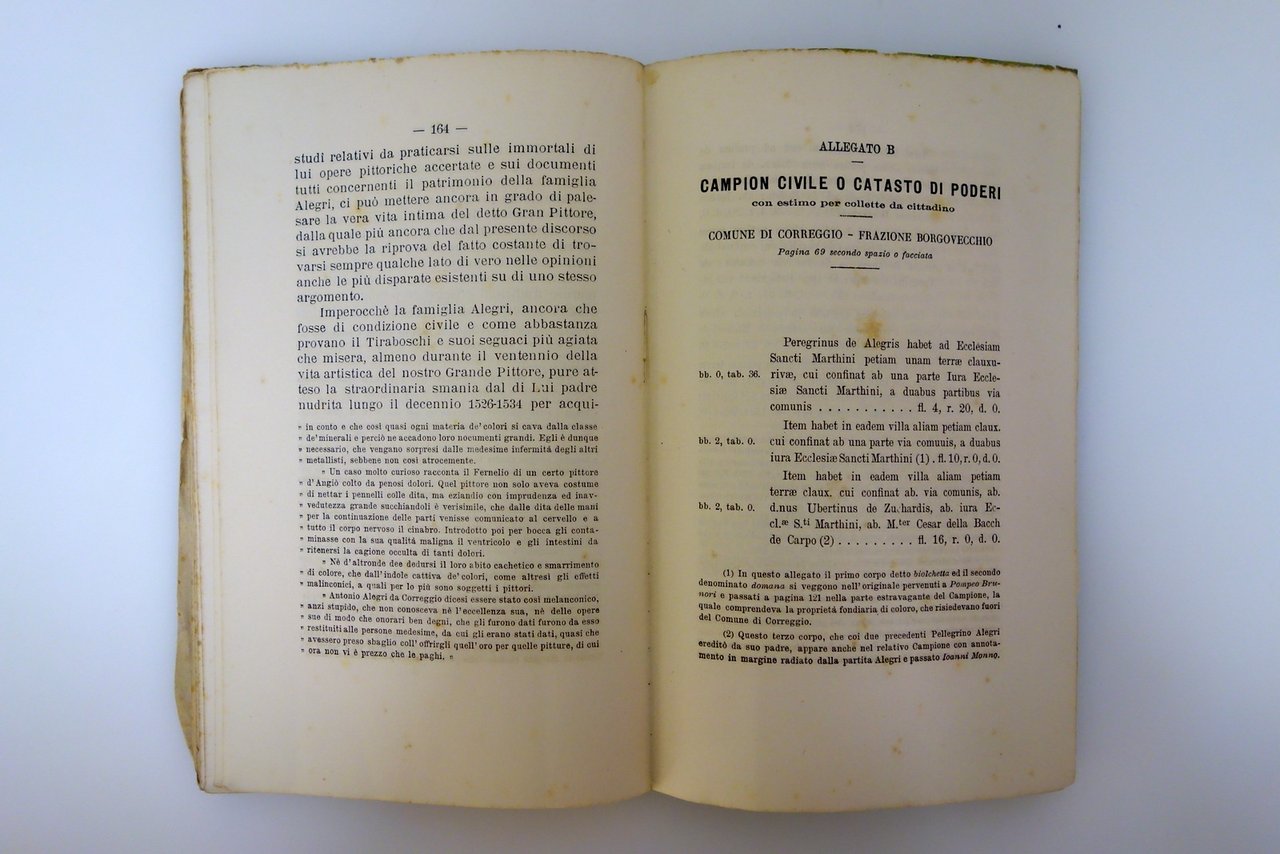 — 164 —
studi relativi da praticarsi sulle immortali di
lui opere pittoriche accertate e sui documenti
tutti concernenti il patrimonio della famiglia
Alegri, ci può mettere ancora in grado di pale-
sare la vera vita intima del detto Gran Pittore,
dalla quale più ancora che dal presente discorso
si avrebbe la riprova del fatto costante di tro-
varsi sempre qualche lato di vero nelle opinioni
anche le più disparate esistenti su di uno stesso
argomento.
Imperocchè la famiglia Alegri, ancora che
fosse di condizione civile e come abbastanza
provano il Tiraboschi e suoi seguaci più agiata
che misera, almeno durante il ventennio della
vita artistica del nostro Grande Pittore, pure at-
teso la straordinaria smania dal di Lui padre
nudrita lungo il decennio 1526-1534 per acqui-
» in conto e che così quasi ogni materia de' colori si cava dalla classe
» de' minerali e perciò ne accadono loro nocumenti grandi. Egli è dunque
» necessario, che vengano sorpresi dalle medesime infermità degli altri
» metallisti, sebbene non così atrocemente.
» Un caso molto curioso racconta il Fernelio di un certo pittore
» d'Angiò colto da penosi dolori. Quel pittore non solo aveva costume
» di nettar i pennelli colle dita, ma eziandio con imprudenza ed inav-
» vedutezza grande succhiandoli è verisimile, che dalle dita delle mani
» per la continuazione delle parti venisse comunicato al cervello e a
» tutto il corpo nervoso il cinabro. Introdotto poi per bocca gli conta-
» minasse con la sua qualità maligna il ventricolo e gli intestini da
» ritenersi la cagione occulta di tanti dolori.
» Nè d'altronde dee dedursi il loro abito cachetico e smarrimento
» di colore, che dall'indole cattiva de' colori, come altresì gli effetti
» malinconici, a quali per lo più sono soggetti i pittori.
» Antonio Alegri da Correggio dicesi essere stato così melanconico,
» anzi stupido, che non conosceva nè l'eccellenza sua, nè delle opere
» sue di modo che onorari ben degni, che gli furono dati furono da esso
» restituiti alle persone medesime, da cui gli erano stati dati, quasi che
» avessero preso sbaglio coll'offrirgli quell'oro per quelle pitture, di cui
» ora non vi è prezzo che le paghi. »
ALLEGATO B
CAMPION CIVILE O CATASTO DI PODERI
con estimo per collette da cittadino
COMUNE DI CORREGGIO - FRAZIONE BORGOVECCHIO
Pagina 69 secondo spazio o facciata
Peregrinus de Alegris habet ad Ecclesiam
Sancti Marthini petiam unam terræ clauxu-
bb. 0, tab. 36. rivæ, cui confinat ab una parte Iura Eccle-
siæ Sancti Marthini, a duabus partibus via
comunis . . . . . . . . . . . fl. 4, r. 20, d. 0.
Item habet in eadem villa aliam petiam claux.
bb. 2, tab. 0. cui confinat ab una parte via comunis, a duabus
iura Ecclesiæ Sancti Marthini (1) . fl. 10, r. 0, d. 0.
Item habet in eadem villa aliam petiam
terræ claux. cui confinat ab. via comunis, ab.
bb. 2, tab. 0. d.nus Ubertinus de Zuchardis, ab. iura Ec-
cl.æ S.ti Marthini, ab. M.ter Cesar della Bacch
de Carpo (2) . . . . . . . . . fl. 16, r. 0, d. 0.
(1) In questo allegato il primo corpo detto biolchetta ed il secondo
denominato domana si veggono nell'originale pervenuti a Pompeo Bru-
nori e passati a pagina 121 nella parte estravagante del Campione, la
quale comprendeva la proprietà fondiaria di coloro, che risiedevano fuori
del Comune di Correggio.
(2) Questo terzo corpo, che coi due precedenti Pellegrino Alegri
ereditò da suo padre, appare anche nel relativo Campione con annota-
mento in margine radiato dalla partita Alegri e passato Ioanni Monno.